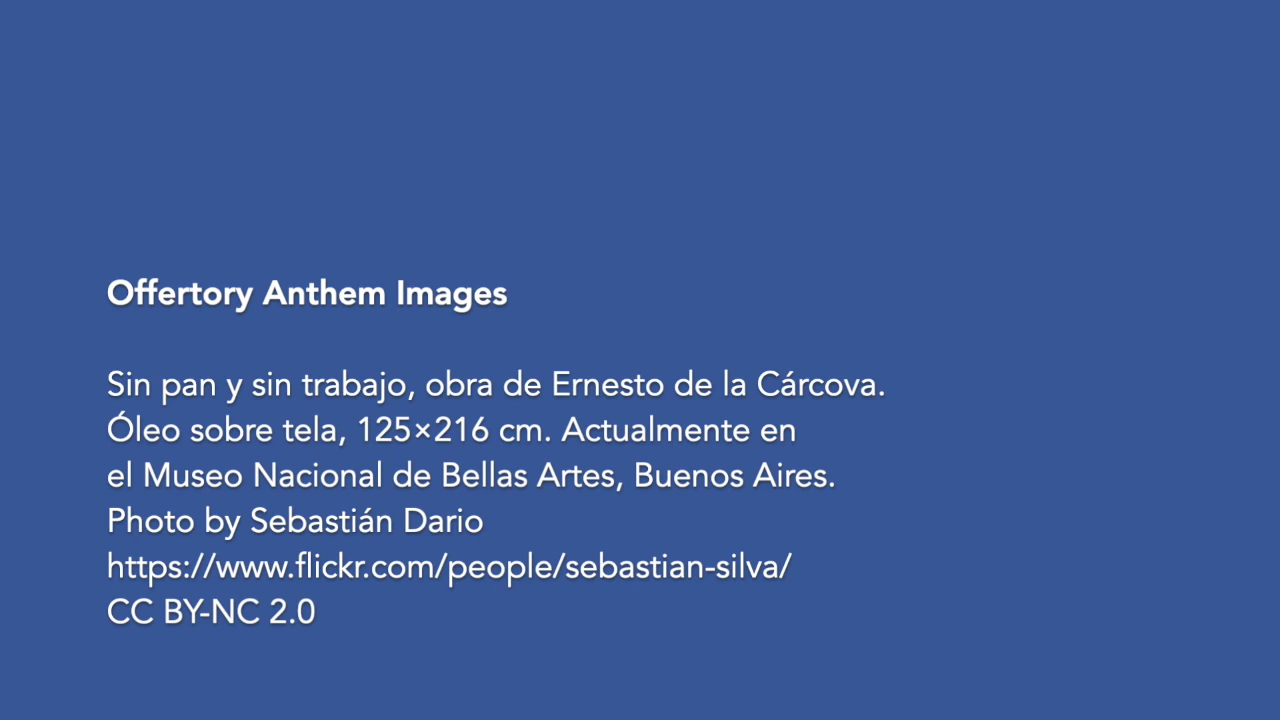 Offertory Anthem Images
Sin pan y sin trabajo, obra de Ernesto de la Cárcova.
Óleo sobre tela, 125×216 cm. Actualmente en
el Museo Nacional de Bellas Artes, Buenos Aires.
Photo by Sebastián Dario
https://www.flickr.com/people/sebastian-silva/
CC BY-NC 2.0